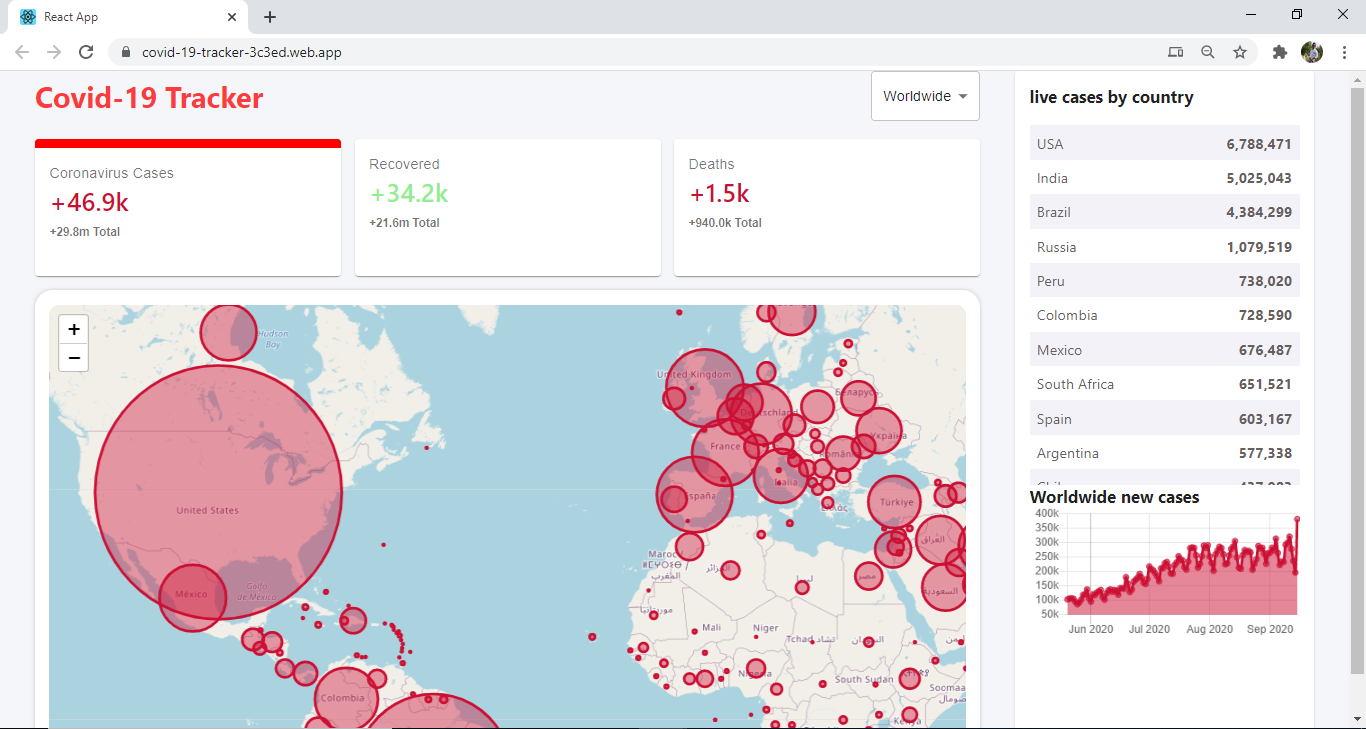 React App
covid-19-tracker-3c3ed.web.app
Covid-19 Tracker
Worldwide
Coronavirus Cases
+46.9k
+29.8m Total
Recovered
+34.2k
+21.6m Total
Deaths
+1.5k
+940.0k Total
+
−
Hudson
Bay
United Kingdom
Беларусь
Deutschland
Україна
France
România
Italia
España
Türkiye
Ελλάς
United States
Maroc
المغرب
الجزائر
ليبيا
مصر
العراق
السعودية
Golfo
de México
México
موريتانيا
Mali
Niger
Tchad تشاد
السودان
Nigeria
South Sudan
Soomaa
Kenya
Colombia
live cases by country
USA 6,788,471
India 5,025,043
Brazil 4,384,299
Russia 1,079,519
Peru 738,020
Colombia 728,590
Mexico 676,487
South Africa 651,521
Spain 603,167
Argentina 577,338
Worldwide new cases
400k
350k
300k
250k
200k
150k
100k
50k
Jun 2020 Jul 2020 Aug 2020 Sep 2020